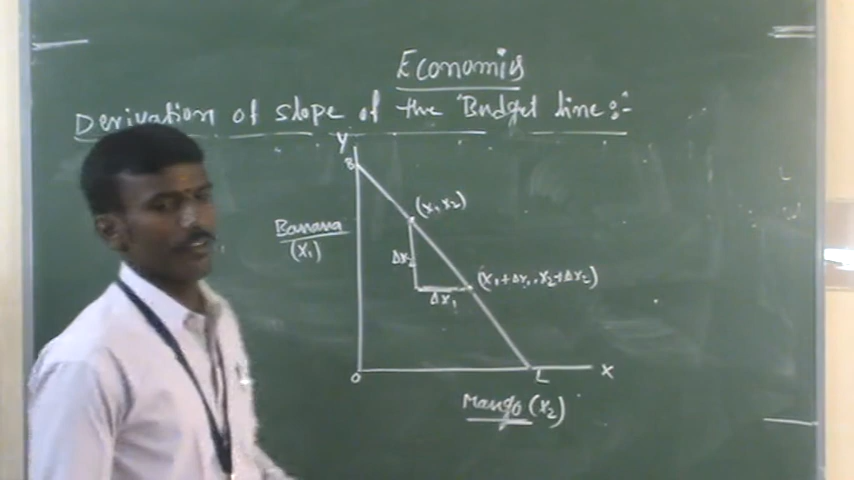 Economics
Derivation of slope of the Budget line:-
Y
B
(x₁, x₂)
Banana
(x₁)
Δx₂
(x₁+Δx₁, x₂+Δx₂)
Δx₁
O
L
X
Mango (x₂)